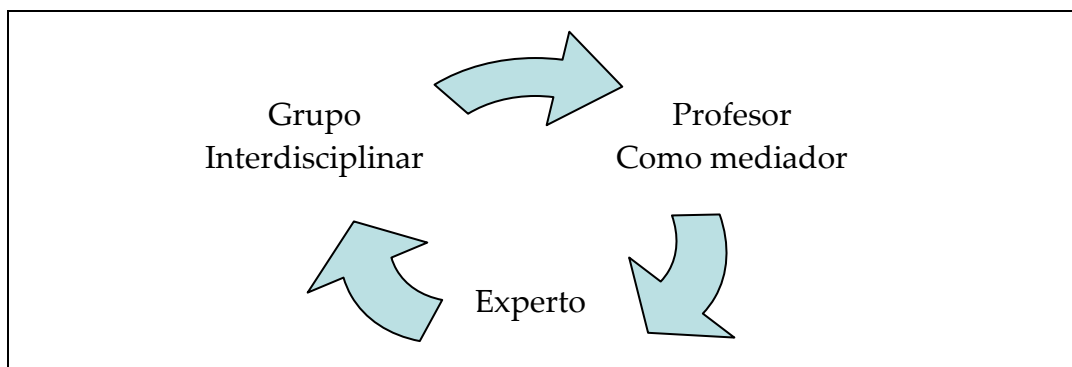 Grupo
Interdisciplinar
Profesor
Como mediador
Experto